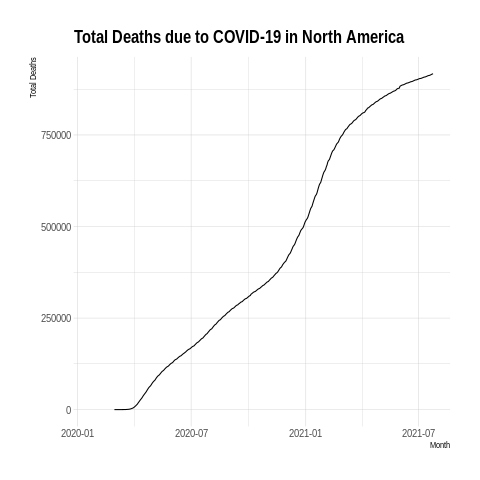 Total Deaths due to COVID-19 in North America
Total Deaths
750000
500000
250000
0
2020-01 2020-07 2021-01 2021-07
Month